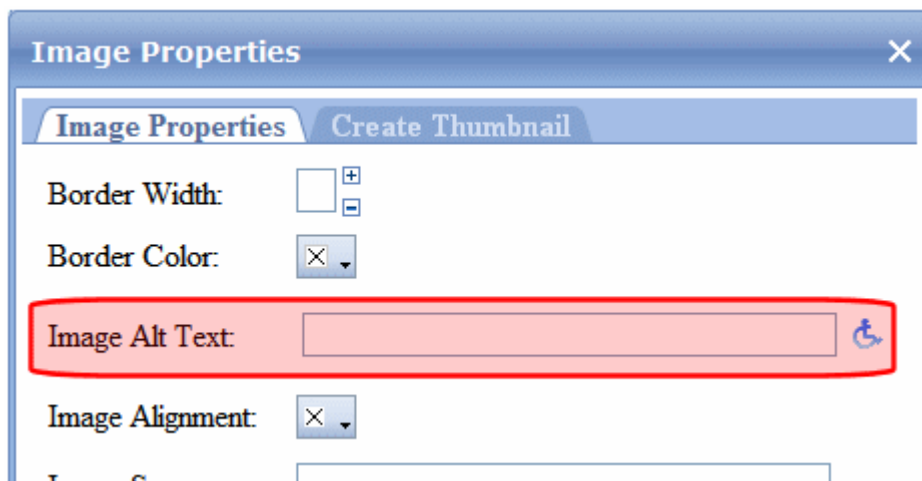 Image Properties
Image Properties Create Thumbnail
Border Width:
Border Color:
Image Alt Text:
Image Alignment: